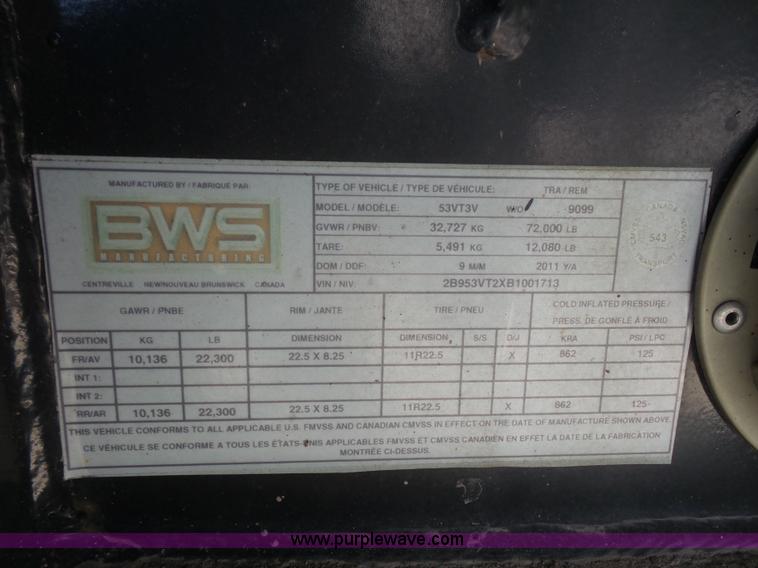 MANUFACTURED BY / FABRIQUÉ PAR
BWS
MANUFACTURING
CENTREVILLE NEW/NOUVEAU BRUNSWICK CANADA
TYPE OF VEHICLE / TYPE DE VÉHICULE: TRA / REM
MODEL / MODÈLE: 53VT3V W/O 9099
GVWR / PNBV: 32,727 KG 72,000 LB
TARE: 5,491 KG 12,080 LB
DOM / DDF: 9 M/M 2011 Y/A
VIN / NIV: 2B953VT2XB1001713
CANADA
CMVSS 543
TRANSPORT
GAWR / PNBE RIM / JANTE TIRE / PNEU COLD INFLATED PRESSURE / PRESS. DE GONFLÉ À FROID
POSITION KG LB DIMENSION DIMENSION S/S D/J KRA PSI / LPC
FR/AV 10,136 22,300 22.5 X 8.25 11R22.5 X 862 125
INT 1:
INT 2:
RR/AR 10,136 22,300 22.5 X 8.25 11R22.5 X 862 125
THIS VEHICLE CONFORMS TO ALL APPLICABLE U.S. FMVSS AND CANADIAN CMVSS IN EFFECT ON THE DATE OF MANUFACTURE SHOWN ABOVE.
CE VÉHICULE SE CONFORME A TOUS LES ÉTATS-UNIS APPLICABLES FMVSS ET CMVSS CANADIEN EN EFFET LA DATE DE LA FABRICATION
MONTRÉE CI-DESSUS.
www.purplewave.com